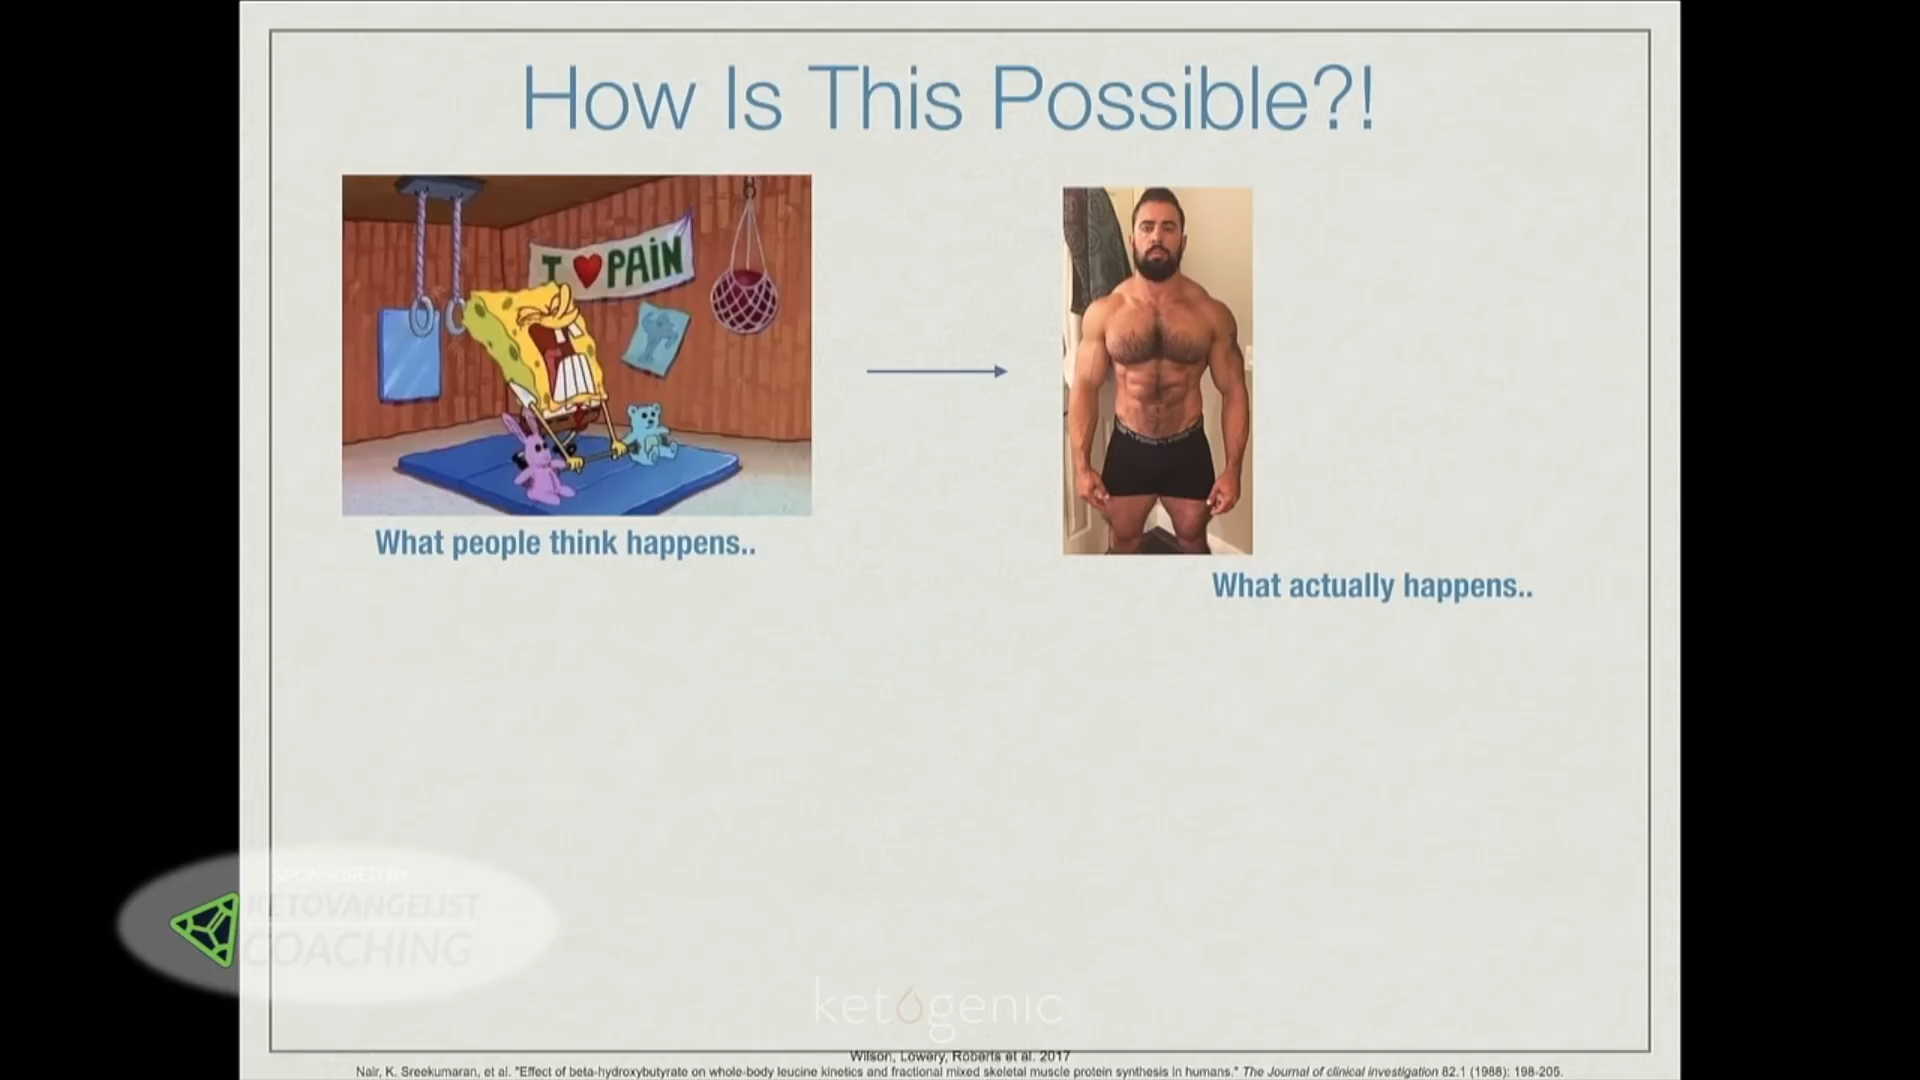 How Is This Possible?!
I ❤ PAiN
What people think happens..
What actually happens..
SPONSORED BY
KETOVANGELIST
COACHING
ketogenic
Wilson, Lowery, Roberts et al. 2017
Nair, K. Sreekumaran, et al. "Effect of beta-hydroxybutyrate on whole-body leucine kinetics and fractional mixed skeletal muscle protein synthesis in humans." The Journal of clinical investigation 82.1 (1988): 198-205.